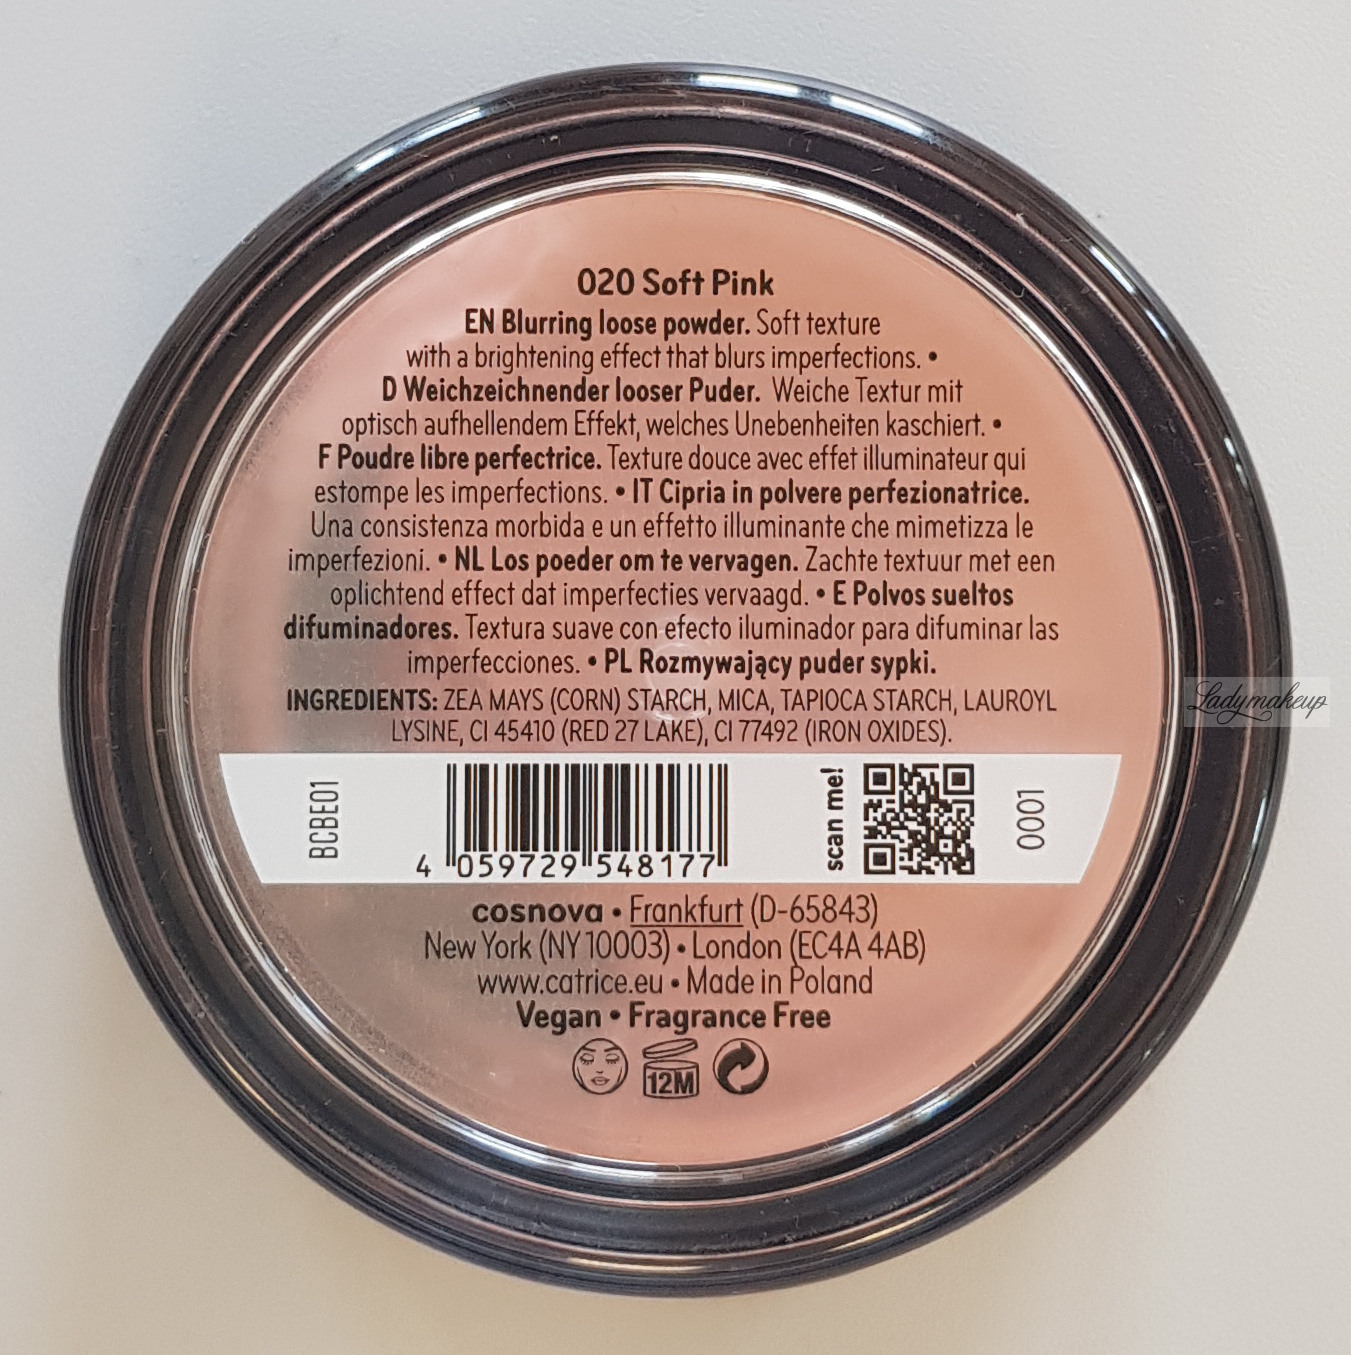 020 Soft Pink
EN Blurring loose powder. Soft texture
with a brightening effect that blurs imperfections. •
D Weichzeichnender looser Puder. Weiche Textur mit
optisch aufhellendem Effekt, welches Unebenheiten kaschiert. •
F Poudre libre perfectrice. Texture douce avec effet illuminateur qui
estompe les imperfections. • IT Cipria in polvere perfezionatrice.
Una consistenza morbida e un effetto illuminante che mimetizza le
imperfezioni. • NL Los poeder om te vervagen. Zachte textuur met een
oplichtend effect dat imperfecties vervaagd. • E Polvos sueltos
difuminadores. Textura suave con efecto iluminador para difuminar las
imperfecciones. • PL Rozmywający puder sypki.
INGREDIENTS: ZEA MAYS (CORN) STARCH, MICA, TAPIOCA STARCH, LAUROYL
LYSINE, CI 45410 (RED 27 LAKE), CI 77492 (IRON OXIDES).
BCBE01
4 059729 548177
scan me!
0001
cosnova • Frankfurt (D-65843)
New York (NY 10003) • London (EC4A 4AB)
www.catrice.eu • Made in Poland
Vegan • Fragrance Free
12M
Ladymakeup